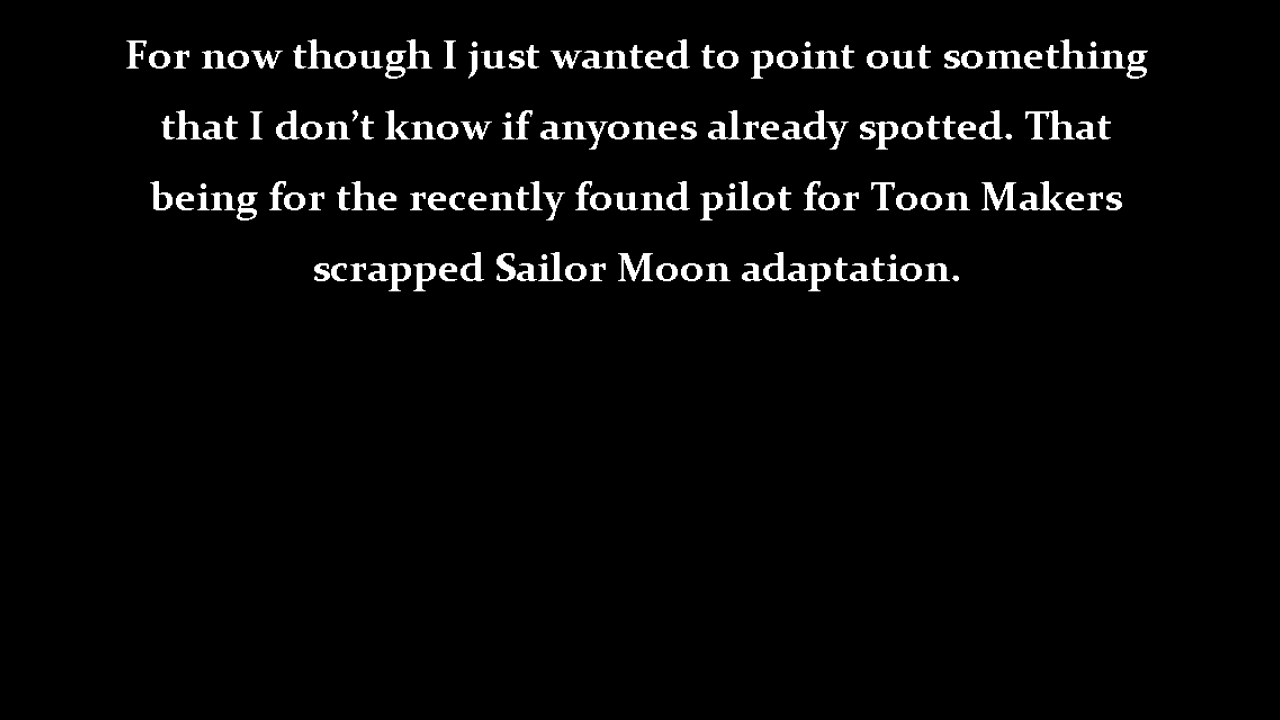 For now though I just wanted to point out something
that I don't know if anyones already spotted. That
being for the recently found pilot for Toon Makers
scrapped Sailor Moon adaptation.